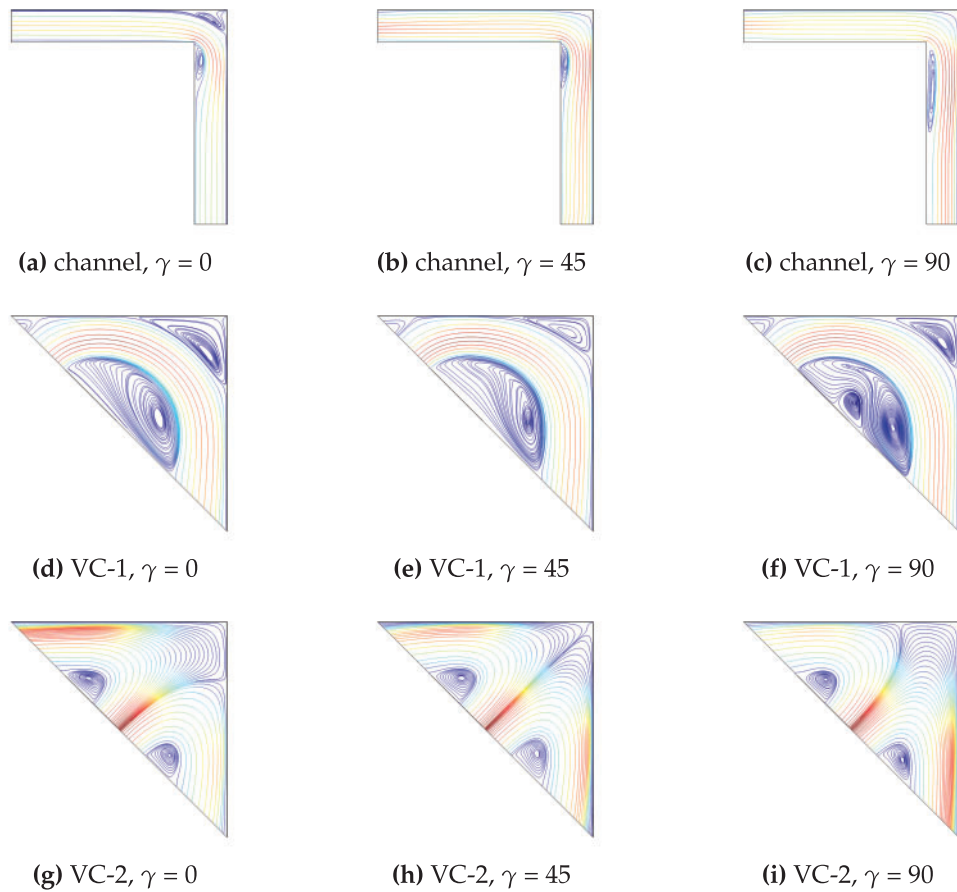 (a) channel, γ = 0
(b) channel, γ = 45
(c) channel, γ = 90
(d) VC-1, γ = 0
(e) VC-1, γ = 45
(f) VC-1, γ = 90
(g) VC-2, γ = 0
(h) VC-2, γ = 45
(i) VC-2, γ = 90